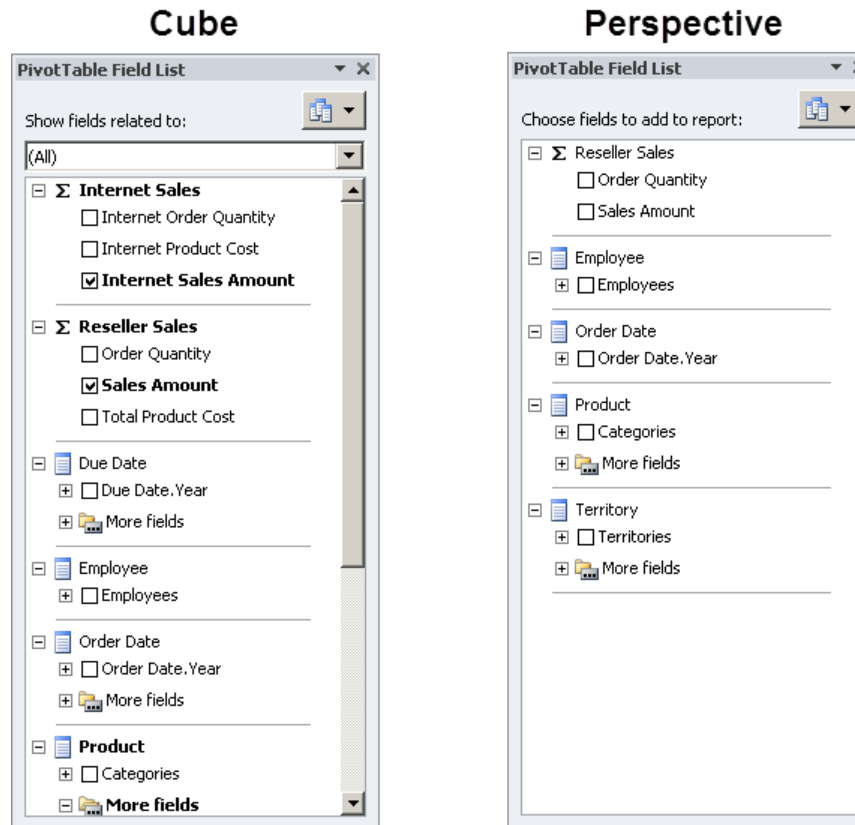 Cube
PivotTable Field List
Show fields related to:
(All)
Σ Internet Sales
Internet Order Quantity
Internet Product Cost
Internet Sales Amount
Σ Reseller Sales
Order Quantity
Sales Amount
Total Product Cost
Due Date
Due Date.Year
More fields
Employee
Employees
Order Date
Order Date.Year
More fields
Product
Categories
More fields
Perspective
PivotTable Field List
Choose fields to add to report:
Σ Reseller Sales
Order Quantity
Sales Amount
Employee
Employees
Order Date
Order Date.Year
Product
Categories
More fields
Territory
Territories
More fields